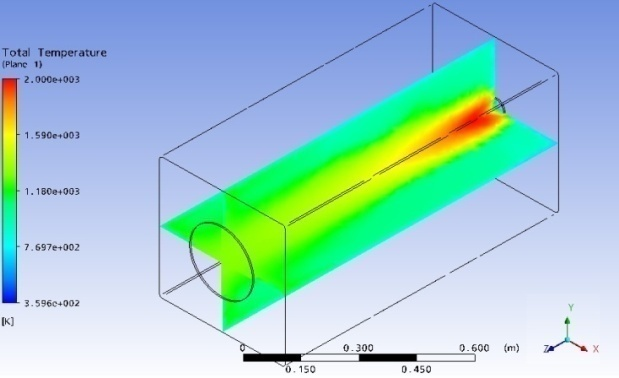 Total Temperature
(Plane 1)
2.000e+003
1.590e+003
1.180e+003
7.697e+002
3.596e+002
[K]
0 0.300 0.600 (m)
0.150 0.450
Y
Z X